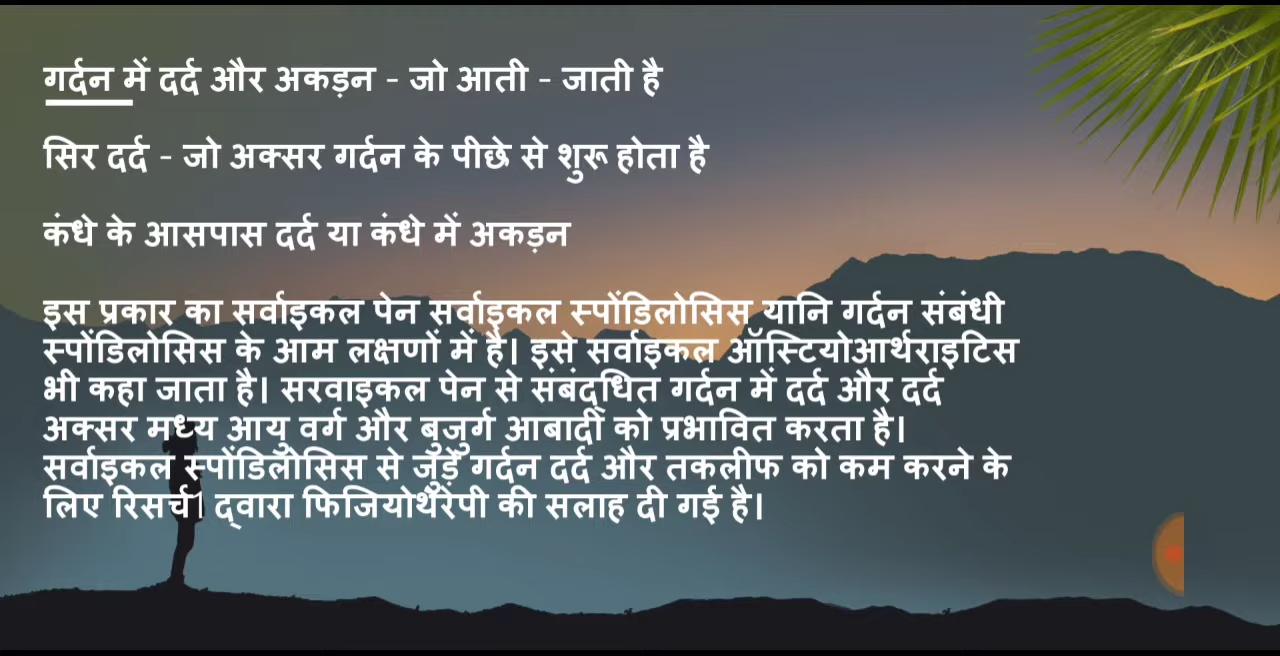 गर्दन में दर्द और अकड़न - जो आती - जाती है
सिर दर्द - जो अक्सर गर्दन के पीछे से शुरू होता है
कंधे के आसपास दर्द या कंधे में अकड़न
इस प्रकार का सर्वाइकल पेन सर्वाइकल स्पोंडिलोसिस यानि गर्दन संबंधी
स्पोंडिलोसिस के आम लक्षणों में है। इसे सर्वाइकल ऑस्टियोआर्थराइटिस
भी कहा जाता है। सरवाइकल पेन से संबंद्धित गर्दन में दर्द और दर्द
अक्सर मध्य आयु वर्ग और बुजुर्ग आबादी को प्रभावित करता है।
सर्वाइकल स्पोंडिलोसिस से जुड़े गर्दन दर्द और तकलीफ को कम करने के
लिए रिसर्च। द्वारा फिजियोथैरेपी की सलाह दी गई है।